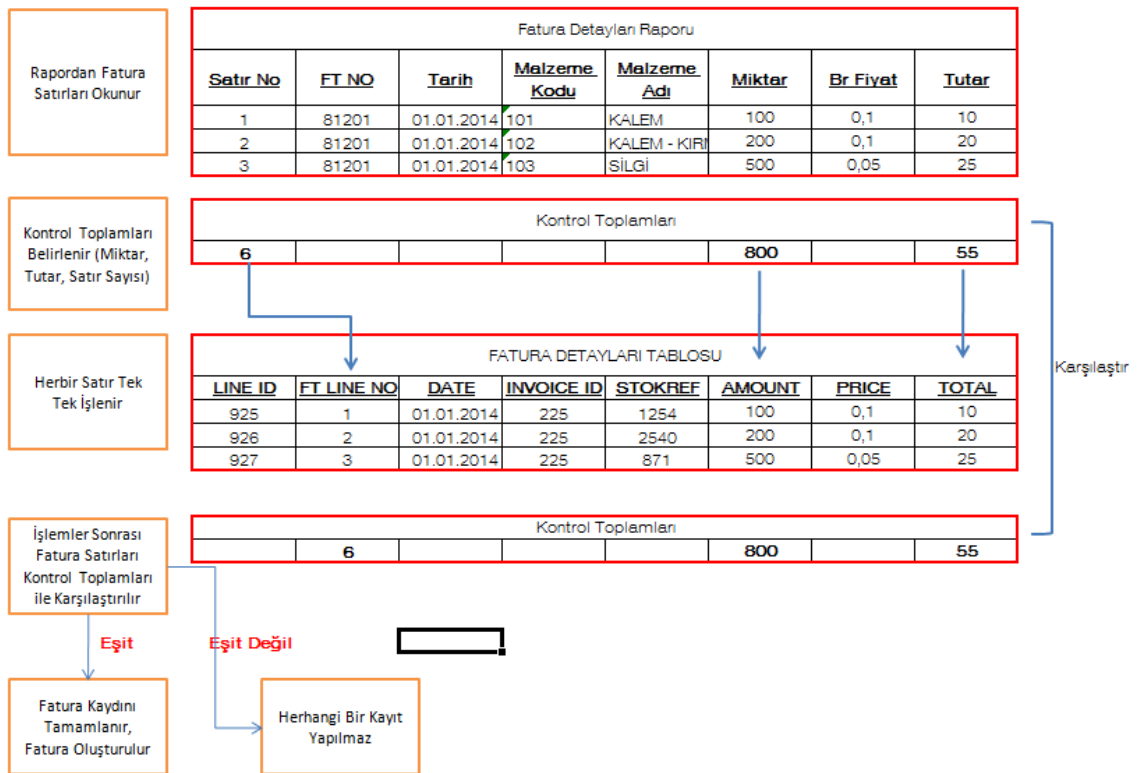 Rapordan Fatura
Satırları Okunur
Fatura Detayları Raporu
Satır No FT NO Tarih Malzeme Kodu Malzeme Adı Miktar Br Fiyat Tutar
1 81201 01.01.2014 101 KALEM 100 0,1 10
2 81201 01.01.2014 102 KALEM - KIRM 200 0,1 20
3 81201 01.01.2014 103 SİLGİ 500 0,05 25
Kontrol Toplamları
Belirlenir (Miktar,
Tutar, Satır Sayısı)
Kontrol Toplamları
6 800 55
Karşılaştır
Herbir Satır Tek
Tek İşlenir
FATURA DETAYLARI TABLOSU
LINE ID FT LINE NO DATE INVOICE ID STOKREF AMOUNT PRICE TOTAL
925 1 01.01.2014 225 1254 100 0,1 10
926 2 01.01.2014 225 2540 200 0,1 20
927 3 01.01.2014 225 871 500 0,05 25
İşlemler Sonrası
Fatura Satırları
Kontrol Toplamları
ile Karşılaştırılır
Kontrol Toplamları
6 800 55
Eşit
Eşit Değil
Fatura Kaydını
Tamamlanır,
Fatura Oluşturulur
Herhangi Bir Kayıt
Yapılmaz